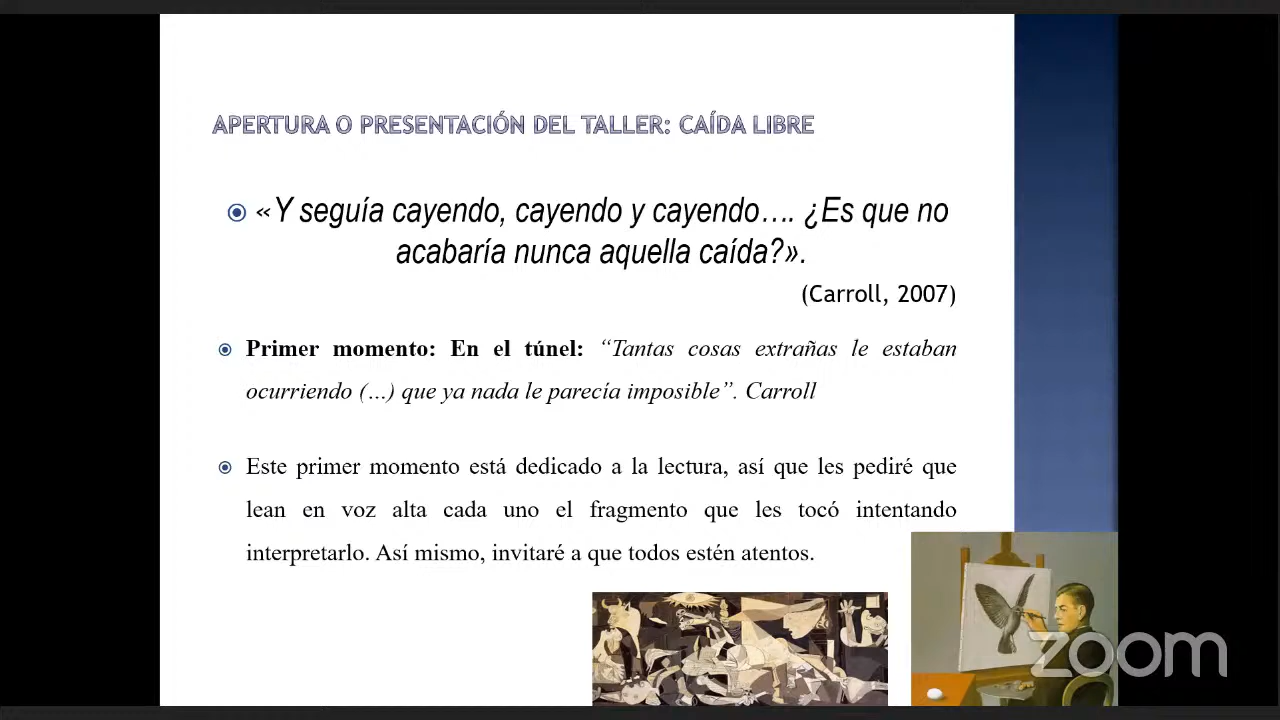 APERTURA O PRESENTACIÓN DEL TALLER: CAÍDA LIBRE
«Y seguía cayendo, cayendo y cayendo…. ¿Es que no
acabaría nunca aquella caída?».
(Carroll, 2007)
Primer momento: En el túnel: “Tantas cosas extrañas le estaban
ocurriendo (...) que ya nada le parecía imposible”. Carroll
Este primer momento está dedicado a la lectura, así que les pediré que
lean en voz alta cada uno el fragmento que les tocó intentando
interpretarlo. Así mismo, invitaré a que todos estén atentos.
zoom